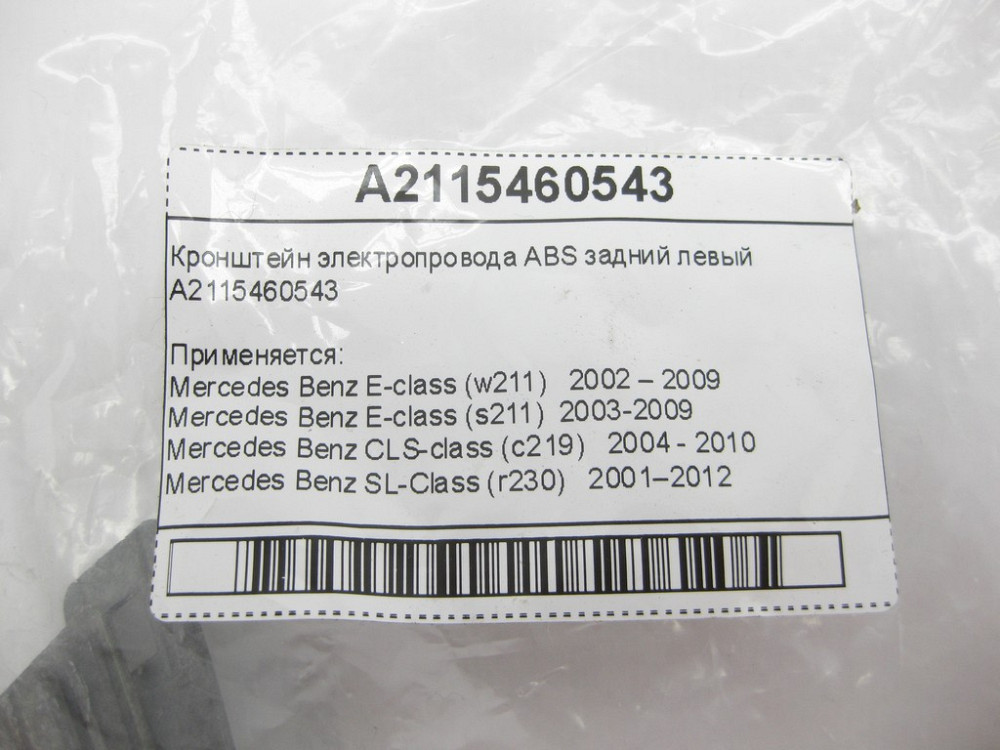 A2115460543
Кронштейн электропровода ABS задний левый
A2115460543
Применяется:
Mercedes Benz E-class (w211) 2002 – 2009
Mercedes Benz E-class (s211) 2003-2009
Mercedes Benz CLS-class (c219) 2004 - 2010
Mercedes Benz SL-Class (r230) 2001–2012